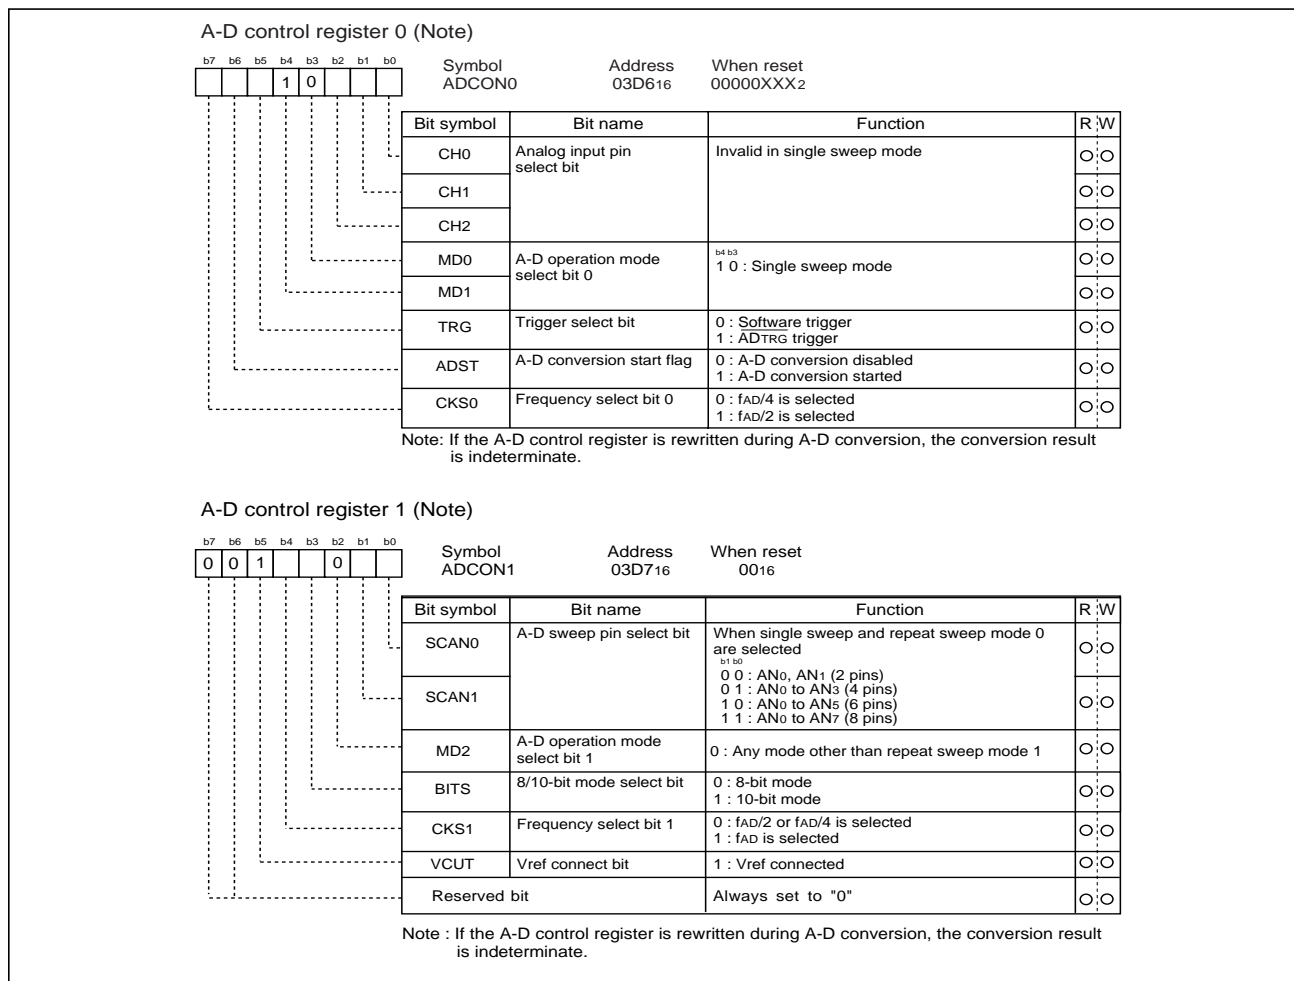 A-D control register 0 (Note)
b7 b6 b5 b4 b3 b2 b1 b0
1 0
Symbol Address When reset
ADCON0 03D616 00000XXX2
Bit symbol Bit name Function R W
CH0 Analog input pin select bit Invalid in single sweep mode
CH1
CH2
MD0 A-D operation mode select bit 0 b4 b3
1 0 : Single sweep mode
MD1
TRG Trigger select bit 0 : Software trigger
1 : ADTRG trigger
ADST A-D conversion start flag 0 : A-D conversion disabled
1 : A-D conversion started
CKS0 Frequency select bit 0 0 : fAD/4 is selected
1 : fAD/2 is selected
Note: If the A-D control register is rewritten during A-D conversion, the conversion result
is indeterminate.
A-D control register 1 (Note)
b7 b6 b5 b4 b3 b2 b1 b0
0 0 1 0
Symbol Address When reset
ADCON1 03D716 0016
Bit symbol Bit name Function R W
SCAN0 A-D sweep pin select bit When single sweep and repeat sweep mode 0
are selected
b1 b0
0 0 : AN0, AN1 (2 pins)
0 1 : AN0 to AN3 (4 pins)
SCAN1 1 0 : AN0 to AN5 (6 pins)
1 1 : AN0 to AN7 (8 pins)
MD2 A-D operation mode select bit 1 0 : Any mode other than repeat sweep mode 1
BITS 8/10-bit mode select bit 0 : 8-bit mode
1 : 10-bit mode
CKS1 Frequency select bit 1 0 : fAD/2 or fAD/4 is selected
1 : fAD is selected
VCUT Vref connect bit 1 : Vref connected
Reserved bit Always set to "0"
Note : If the A-D control register is rewritten during A-D conversion, the conversion result
is indeterminate.